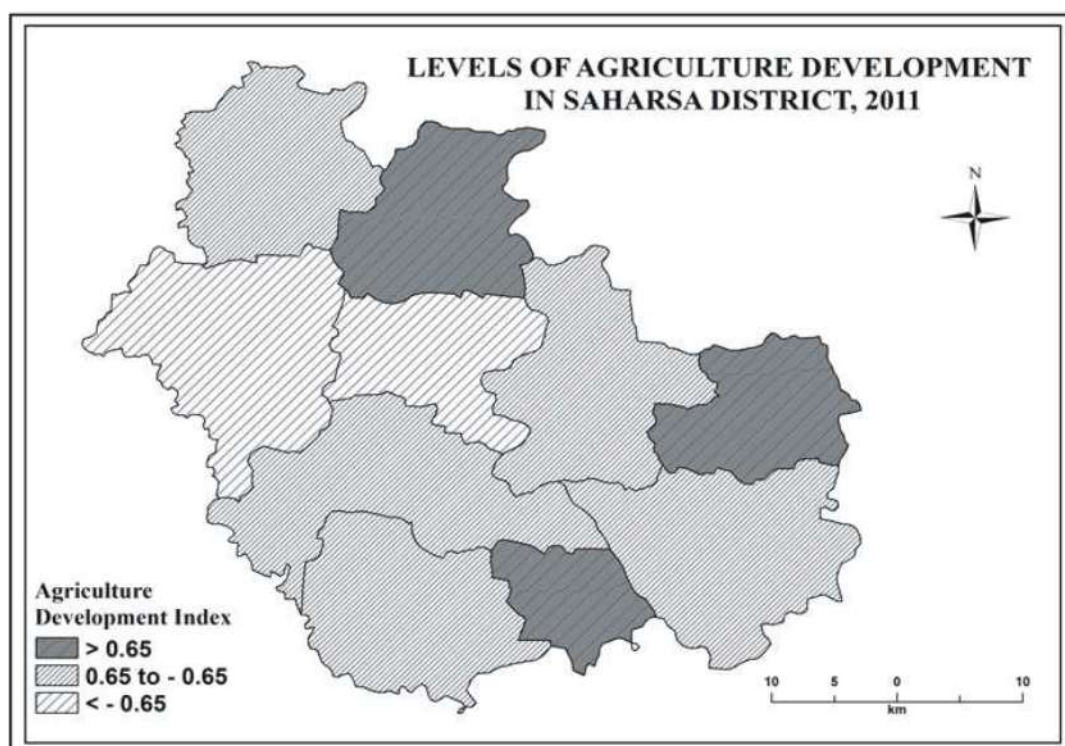 LEVELS OF AGRICULTURE DEVELOPMENT
IN SAHARSA DISTRICT, 2011
N
Agriculture
Development Index
> 0.65
0.65 to - 0.65
< - 0.65
10 5 0 10
km